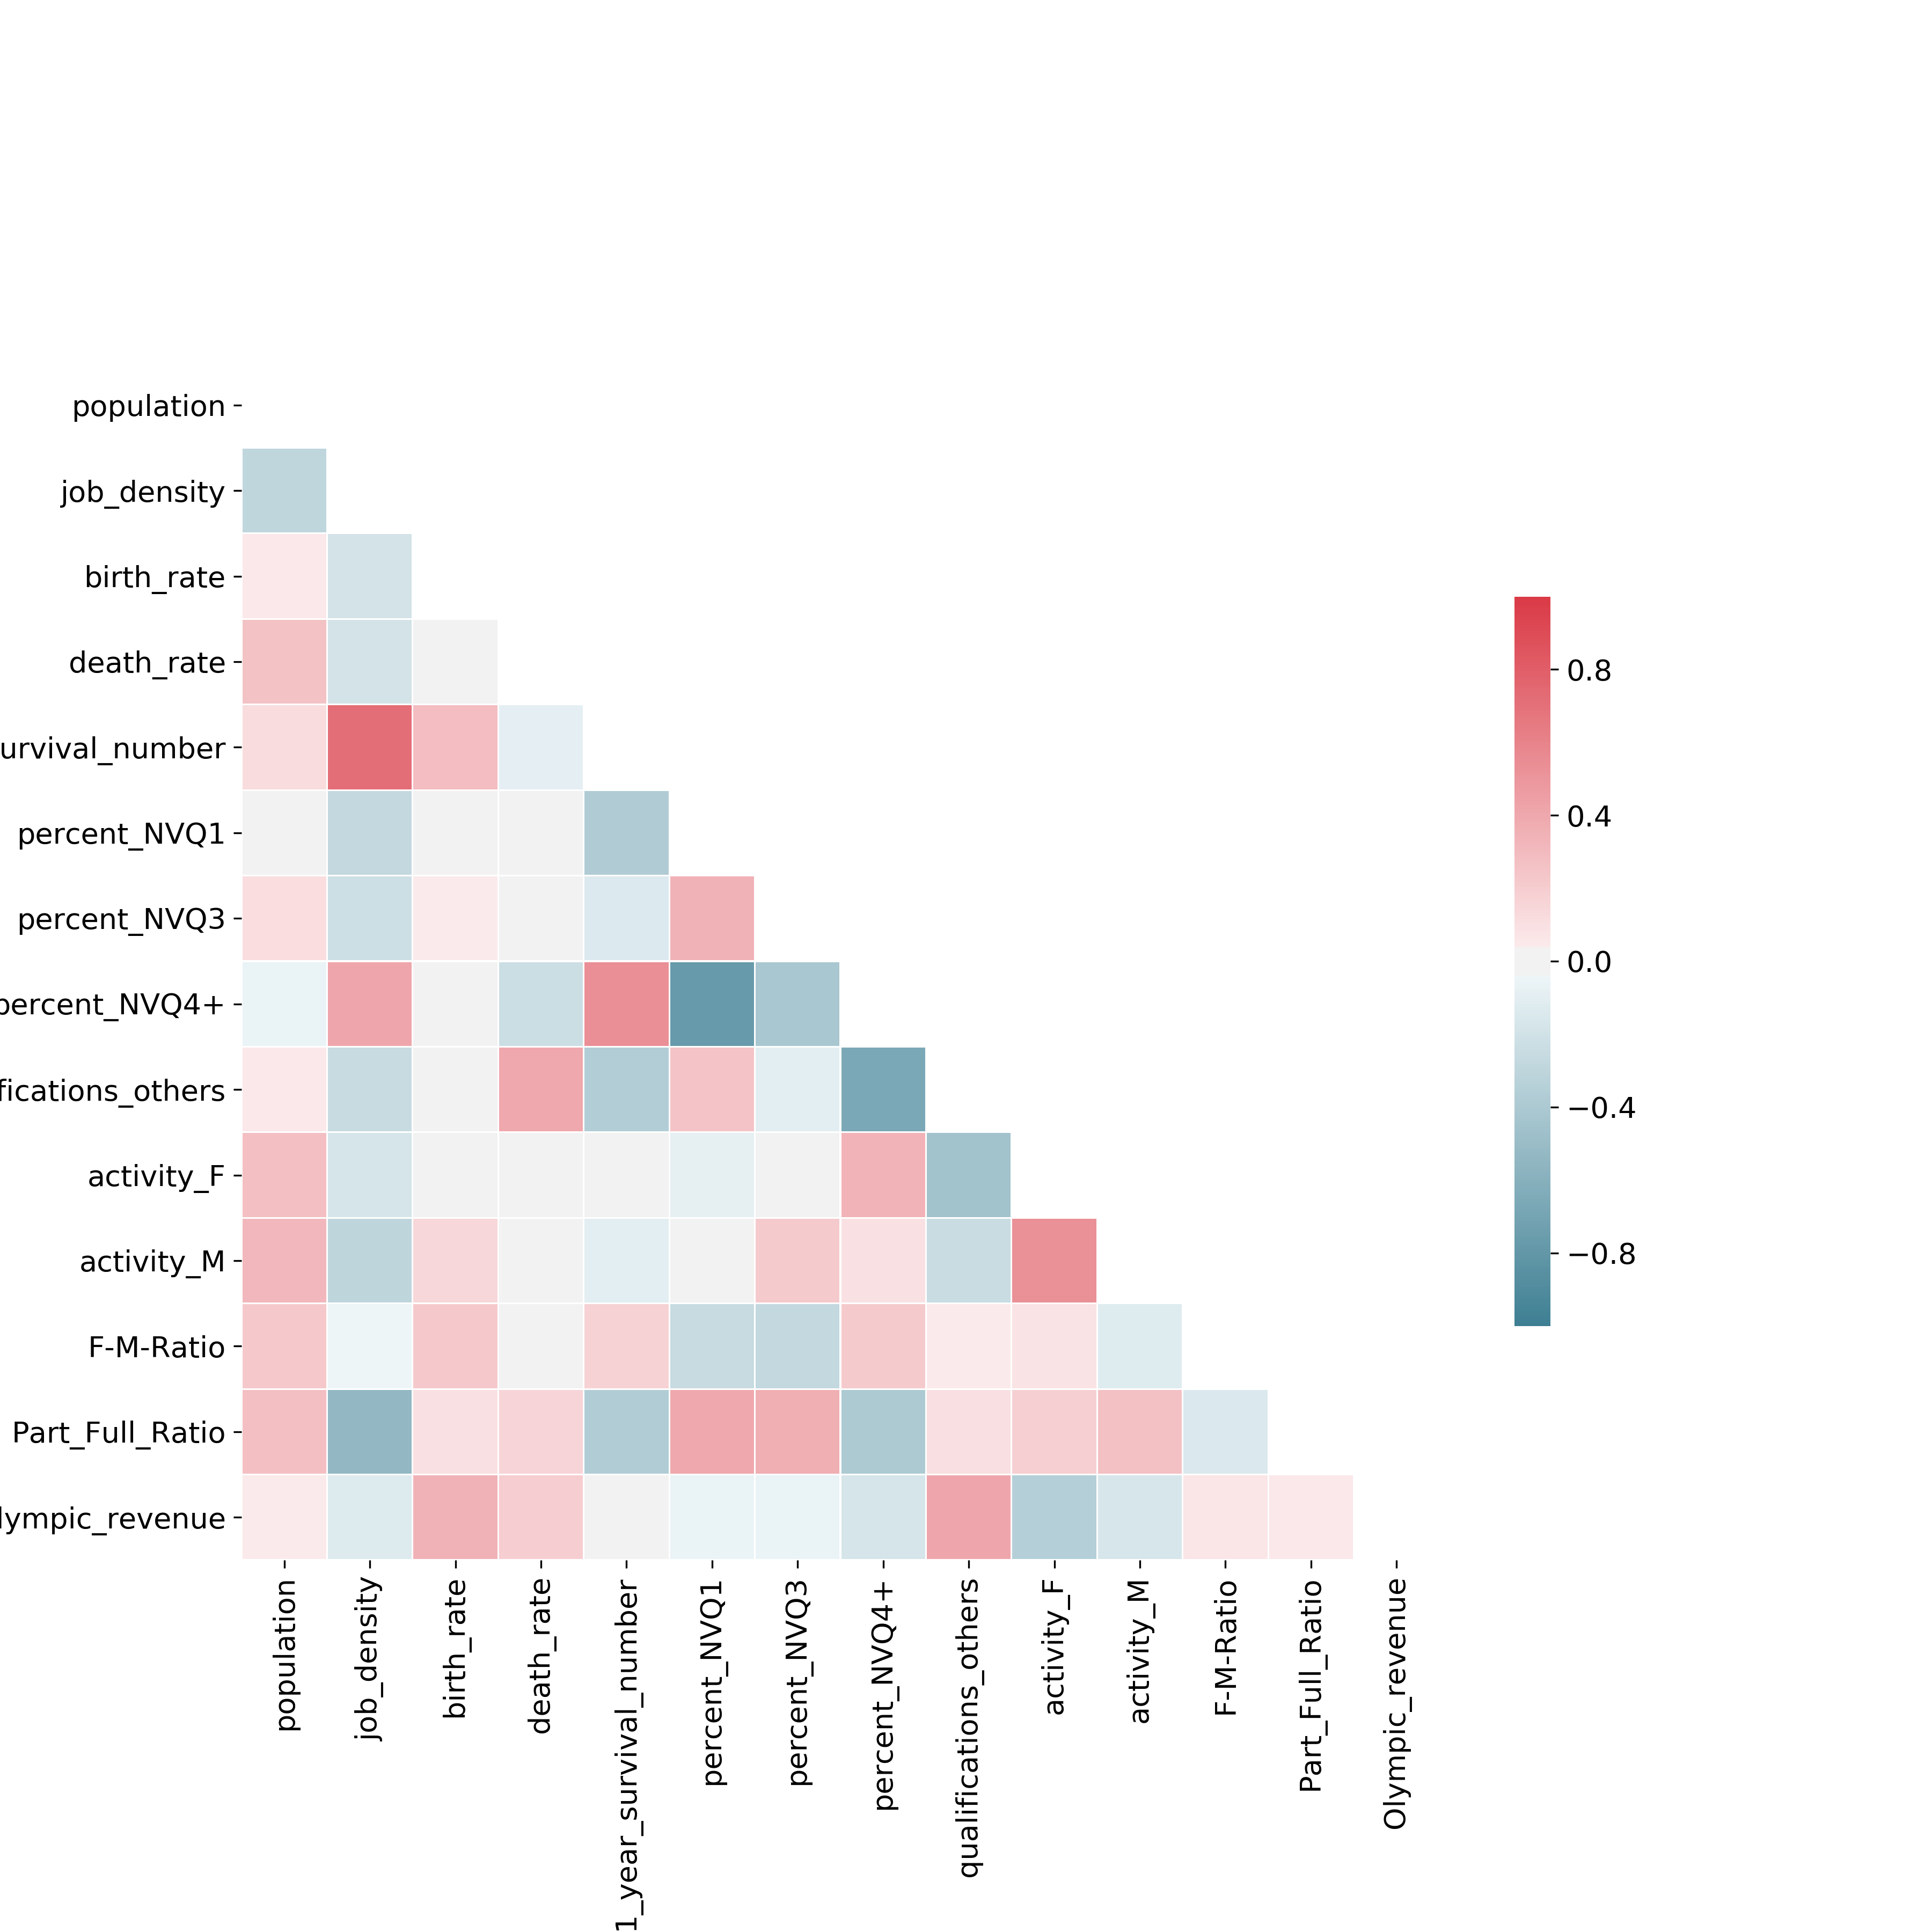 population
job_density
birth_rate
death_rate
urvival_number
percent_NVQ1
percent_NVQ3
percent_NVQ4+
fications_others
activity_F
activity_M
F-M-Ratio
Part_Full_Ratio
lympic_revenue
population
job_density
birth_rate
death_rate
1_year_survival_number
percent_NVQ1
percent_NVQ3
percent_NVQ4+
qualifications_others
activity_F
activity_M
F-M-Ratio
Part_Full_Ratio
Olympic_revenue
0.8
0.4
0.0
−0.4
−0.8